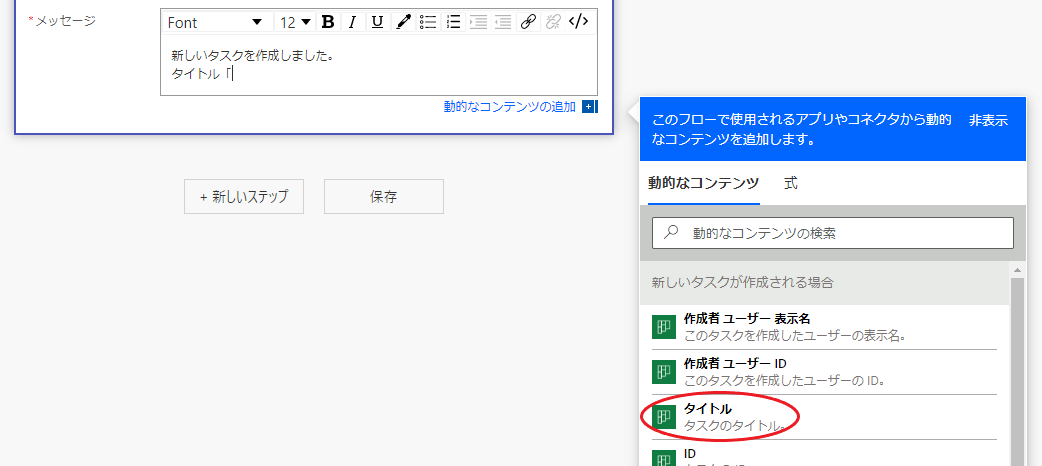 *メッセージ
Font 12 B I U </>
新しいタスクを作成しました。
タイトル「
動的なコンテンツの追加
このフローで使用されるアプリやコネクタから動的
なコンテンツを追加します。
非表示
動的なコンテンツ 式
動的なコンテンツの検索
新しいタスクが作成される場合
作成者 ユーザー 表示名
このタスクを作成したユーザーの表示名。
作成者 ユーザー ID
このタスクを作成したユーザーの ID。
タイトル
タスクのタイトル。
ID
+ 新しいステップ
保存